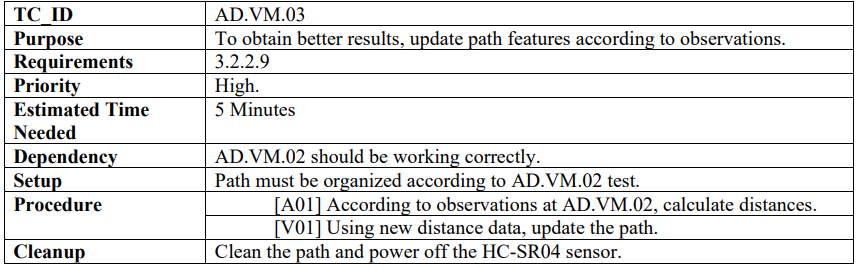 TC_ID AD.VM.03
Purpose To obtain better results, update path features according to observations.
Requirements 3.2.2.9
Priority High.
Estimated Time 5 Minutes
Needed
Dependency AD.VM.02 should be working correctly.
Setup Path must be organized according to AD.VM.02 test.
Procedure [A01] According to observations at AD.VM.02, calculate distances.
[V01] Using new distance data, update the path.
Cleanup Clean the path and power off the HC-SR04 sensor.